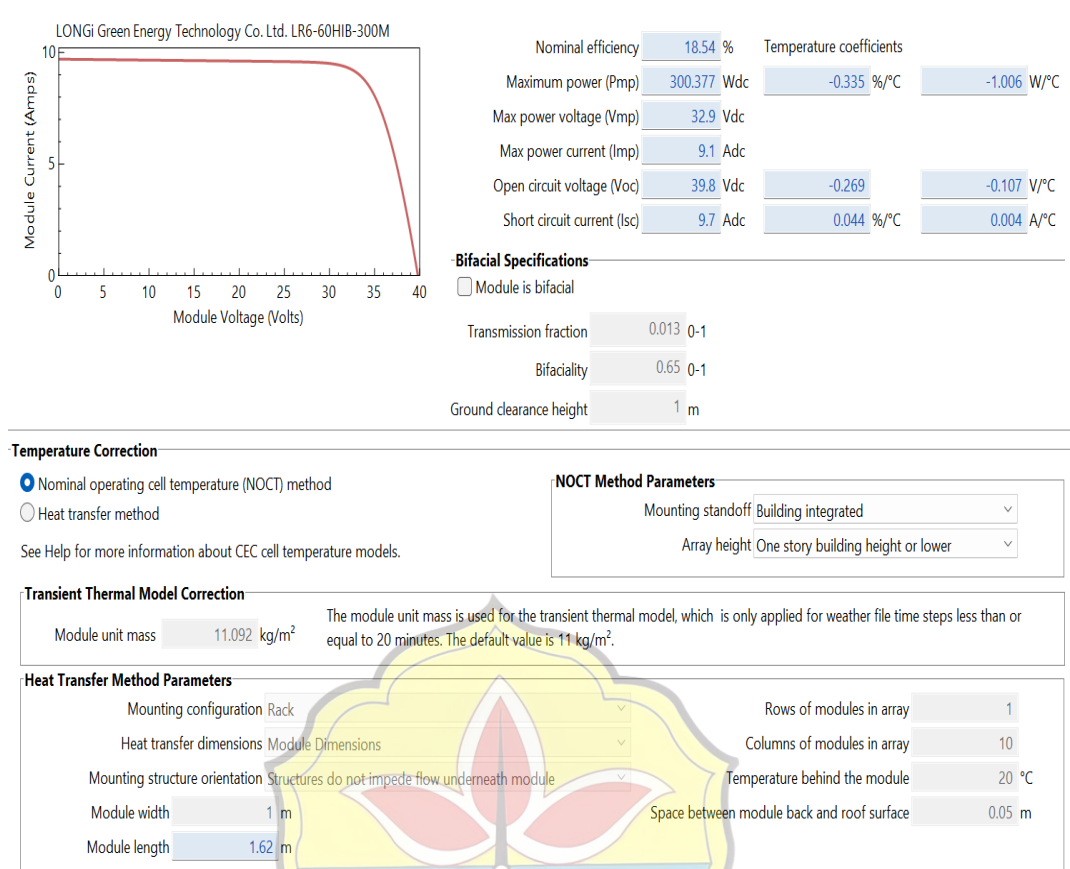 LONGi Green Energy Technology Co. Ltd. LR6-60HIB-300M
10
5
0
Module Current (Amps)
0 5 10 15 20 25 30 35 40
Module Voltage (Volts)
Nominal efficiency 18.54 % Temperature coefficients
Maximum power (Pmp) 300.377 Wdc -0.335 %/°C -1.006 W/°C
Max power voltage (Vmp) 32.9 Vdc
Max power current (Imp) 9.1 Adc
Open circuit voltage (Voc) 39.8 Vdc -0.269 -0.107 V/°C
Short circuit current (Isc) 9.7 Adc 0.044 %/°C 0.004 A/°C
Bifacial Specifications
Module is bifacial
Transmission fraction 0.013 0-1
Bifaciality 0.65 0-1
Ground clearance height 1 m
Temperature Correction
Nominal operating cell temperature (NOCT) method
Heat transfer method
See Help for more information about CEC cell temperature models.
NOCT Method Parameters
Mounting standoff Building integrated
Array height One story building height or lower
Transient Thermal Model Correction
Module unit mass 11.092 kg/m²
The module unit mass is used for the transient thermal model, which is only applied for weather file time steps less than or
equal to 20 minutes. The default value is 11 kg/m².
Heat Transfer Method Parameters
Mounting configuration Rack
Heat transfer dimensions Module Dimensions
Mounting structure orientation Structures do not impede flow underneath module
Module width 1 m
Module length 1.62 m
Rows of modules in array 1
Columns of modules in array 10
Temperature behind the module 20 °C
Space between module back and roof surface 0.05 m